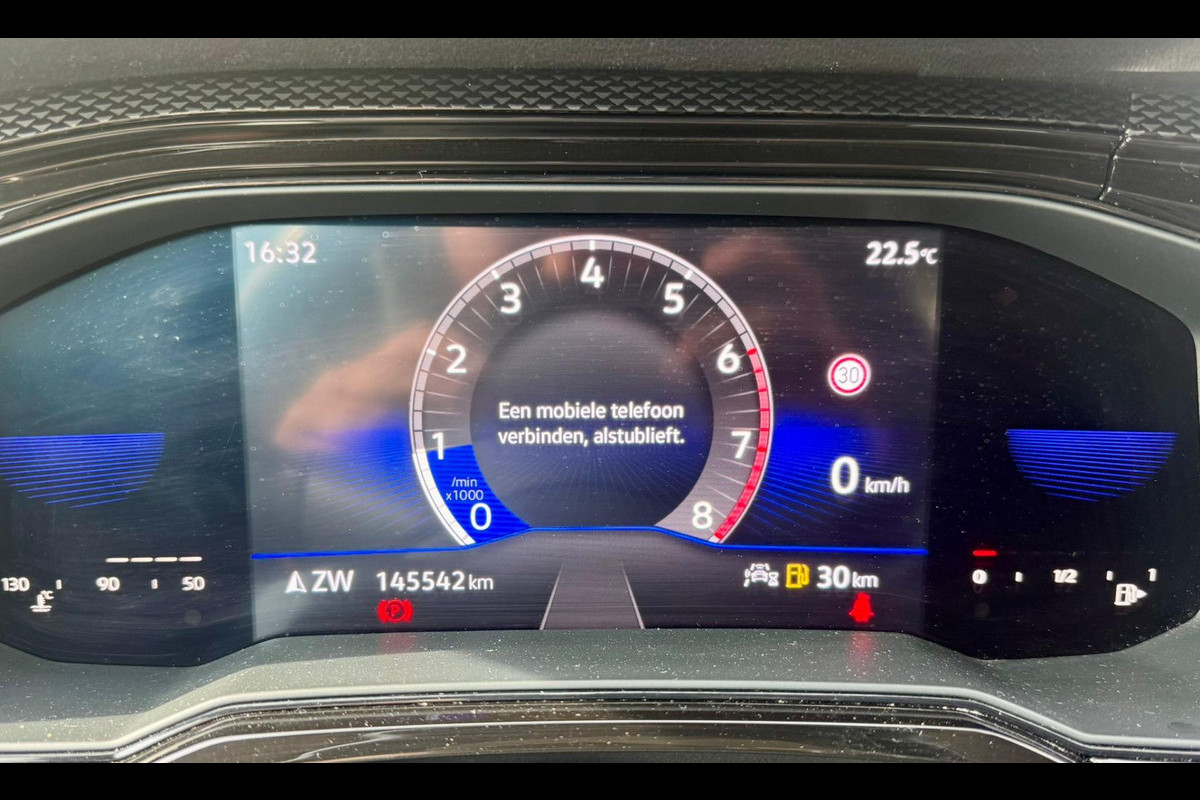 16:32
22.5°C
4
3
5
2
6
30
Een mobiele telefoon
verbinden, alstublieft.
1
7
/min
x1000
0 km/h
0
8
130 90 50
ZW 145542 km
30 km
0 1/2 1
°C
P